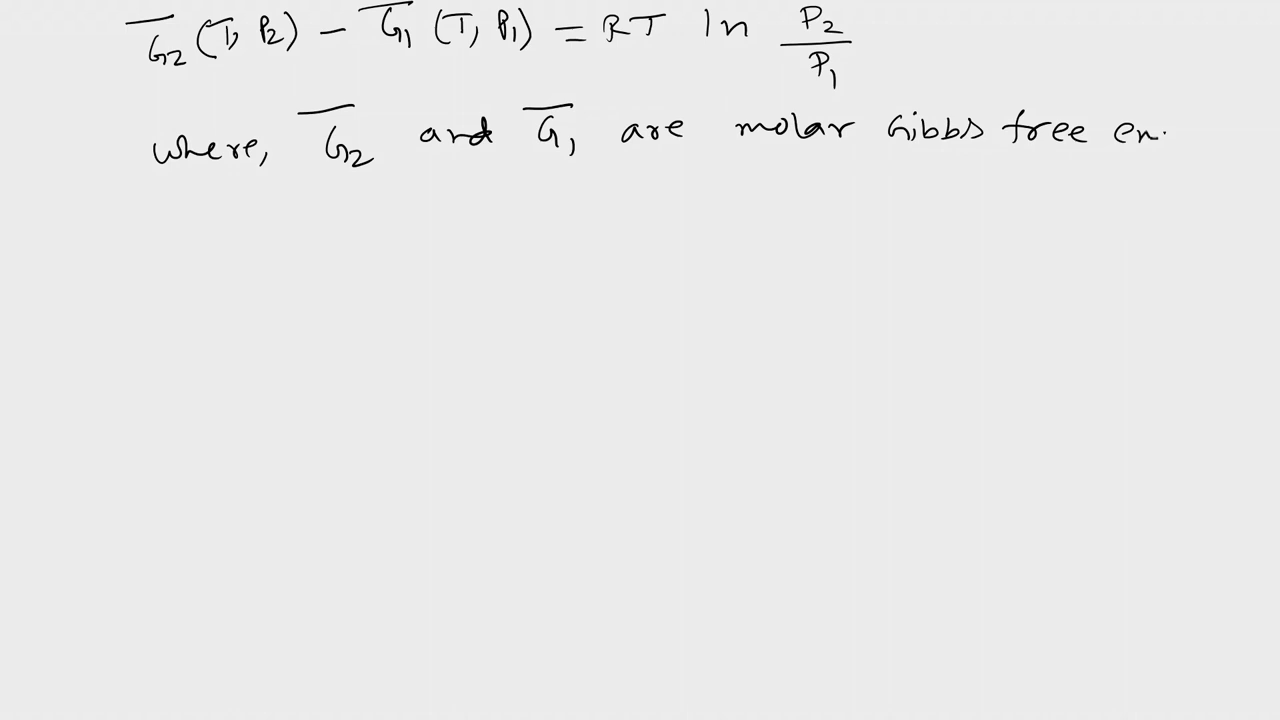 G̅₂ (T, P₂) − G̅₁ (T, P₁) = RT ln P₂/P₁
where, G̅₂ and G̅₁ are molar Gibbs free en.